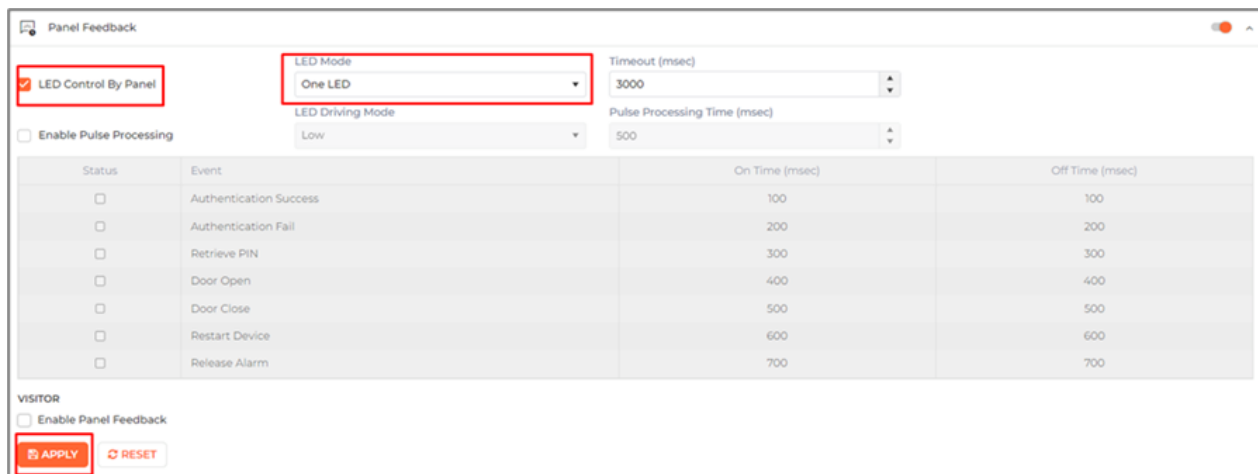 Panel Feedback
LED Control By Panel
LED Mode
One LED
Timeout (msec)
3000
Enable Pulse Processing
LED Driving Mode
Low
Pulse Processing Time (msec)
500
Status Event On Time (msec) Off Time (msec)
Authentication Success 100 100
Authentication Fail 200 200
Retrieve PIN 300 300
Door Open 400 400
Door Close 500 500
Restart Device 600 600
Release Alarm 700 700
VISITOR
Enable Panel Feedback
APPLY RESET